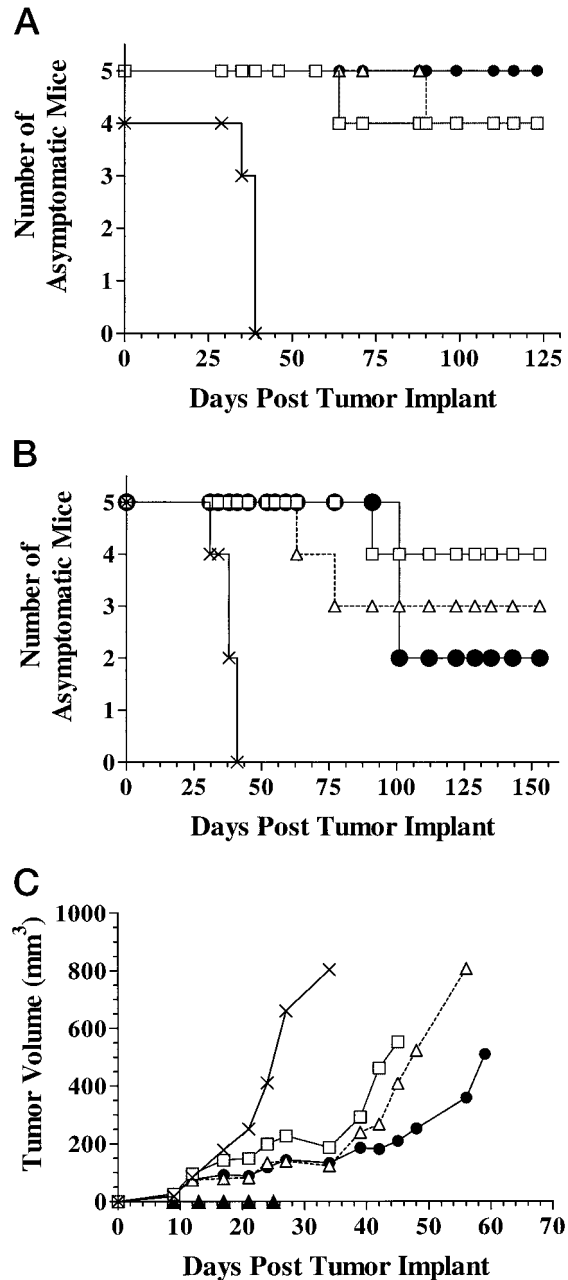 A
Number of
Asymptomatic Mice
5
4
3
2
1
0
0 25 50 75 100 125
Days Post Tumor Implant
B
Number of
Asymptomatic Mice
5
4
3
2
1
0
0 25 50 75 100 125 150
Days Post Tumor Implant
C
Tumor Volume (mm³)
1000
800
600
400
200
0
0 10 20 30 40 50 60 70
Days Post Tumor Implant